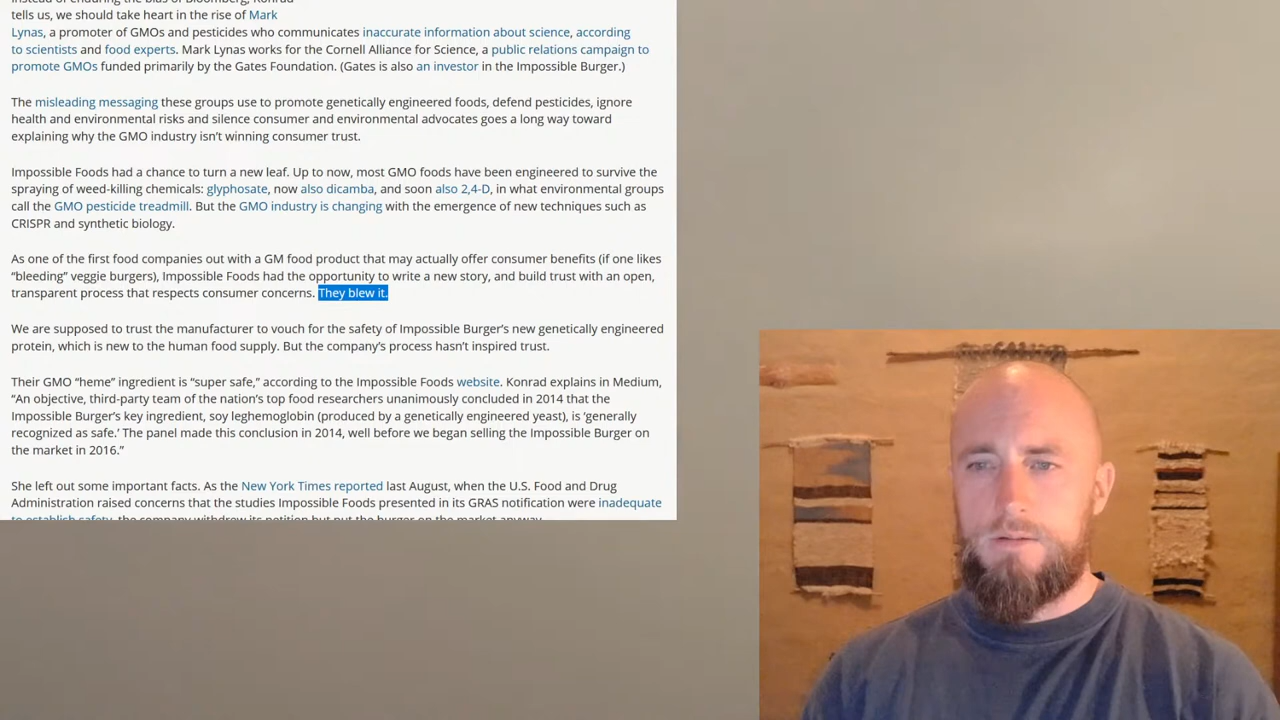 tells us, we should take heart in the rise of Mark
Lynas, a promoter of GMOs and pesticides who communicates inaccurate information about science, according
to scientists and food experts. Mark Lynas works for the Cornell Alliance for Science, a public relations campaign to
promote GMOs funded primarily by the Gates Foundation. (Gates is also an investor in the Impossible Burger.)
The misleading messaging these groups use to promote genetically engineered foods, defend pesticides, ignore
health and environmental risks and silence consumer and environmental advocates goes a long way toward
explaining why the GMO industry isn’t winning consumer trust.
Impossible Foods had a chance to turn a new leaf. Up to now, most GMO foods have been engineered to survive the
spraying of weed-killing chemicals: glyphosate, now also dicamba, and soon also 2,4-D, in what environmental groups
call the GMO pesticide treadmill. But the GMO industry is changing with the emergence of new techniques such as
CRISPR and synthetic biology.
As one of the first food companies out with a GM food product that may actually offer consumer benefits (if one likes
“bleeding” veggie burgers), Impossible Foods had the opportunity to write a new story, and build trust with an open,
transparent process that respects consumer concerns. They blew it.
We are supposed to trust the manufacturer to vouch for the safety of Impossible Burger’s new genetically engineered
protein, which is new to the human food supply. But the company’s process hasn’t inspired trust.
Their GMO “heme” ingredient is “super safe,” according to the Impossible Foods website. Konrad explains in Medium,
“An objective, third-party team of the nation’s top food researchers unanimously concluded in 2014 that the
Impossible Burger’s key ingredient, soy leghemoglobin (produced by a genetically engineered yeast), is ‘generally
recognized as safe.’ The panel made this conclusion in 2014, well before we began selling the Impossible Burger on
the market in 2016.”
She left out some important facts. As the New York Times reported last August, when the U.S. Food and Drug
Administration raised concerns that the studies Impossible Foods presented in its GRAS notification were inadequate
to establish safety, the company withdrew its petition but put the burger on the market anyway.